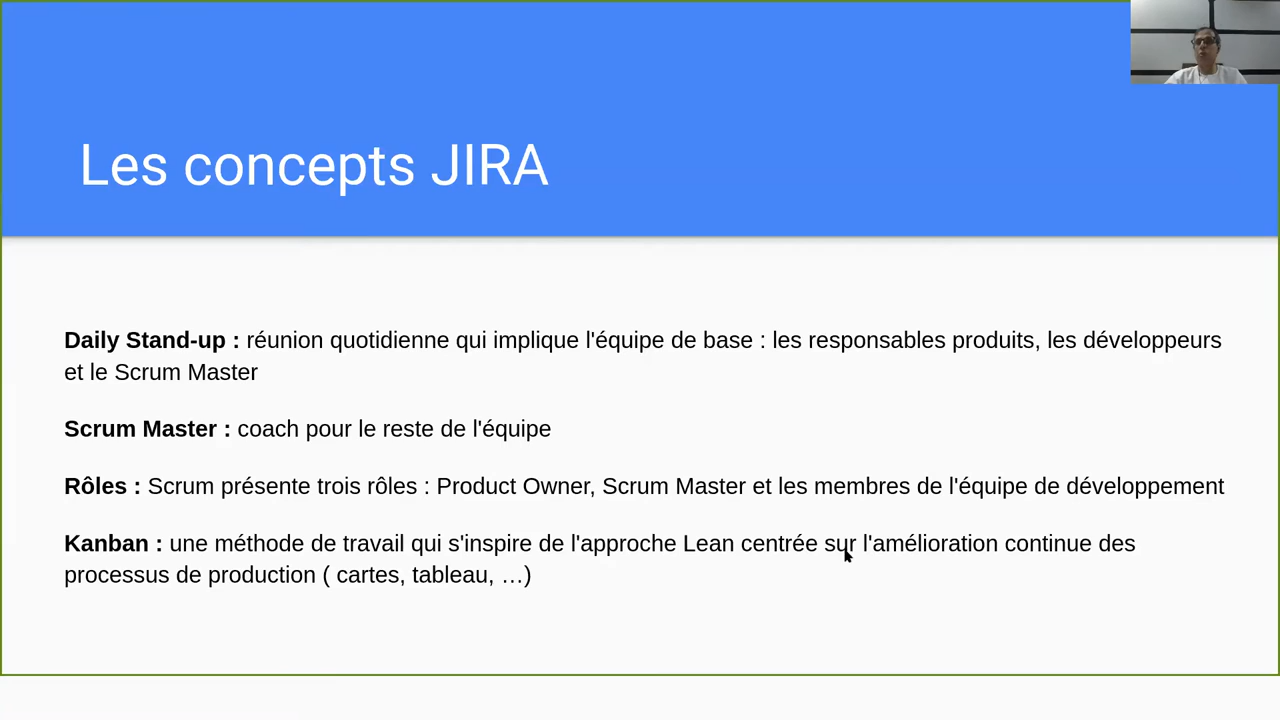 Les concepts JIRA
Daily Stand-up : réunion quotidienne qui implique l'équipe de base : les responsables produits, les développeurs
et le Scrum Master
Scrum Master : coach pour le reste de l'équipe
Rôles : Scrum présente trois rôles : Product Owner, Scrum Master et les membres de l'équipe de développement
Kanban : une méthode de travail qui s'inspire de l'approche Lean centrée sur l'amélioration continue des
processus de production ( cartes, tableau, …)